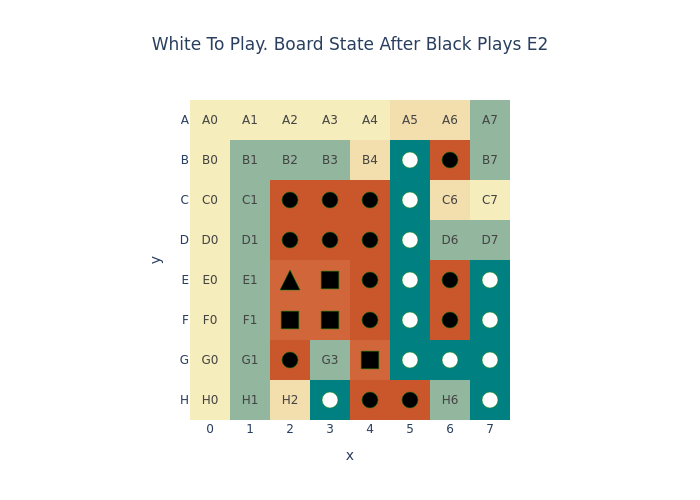 White To Play. Board State After Black Plays E2
A A0 A1 A2 A3 A4 A5 A6 A7
B B0 B1 B2 B3 B4 B7
C C0 C1 C6 C7
D D0 D1 D6 D7
E E0 E1
F F0 F1
G G0 G1 G3
H H0 H1 H2 H6
0 1 2 3 4 5 6 7
x
y